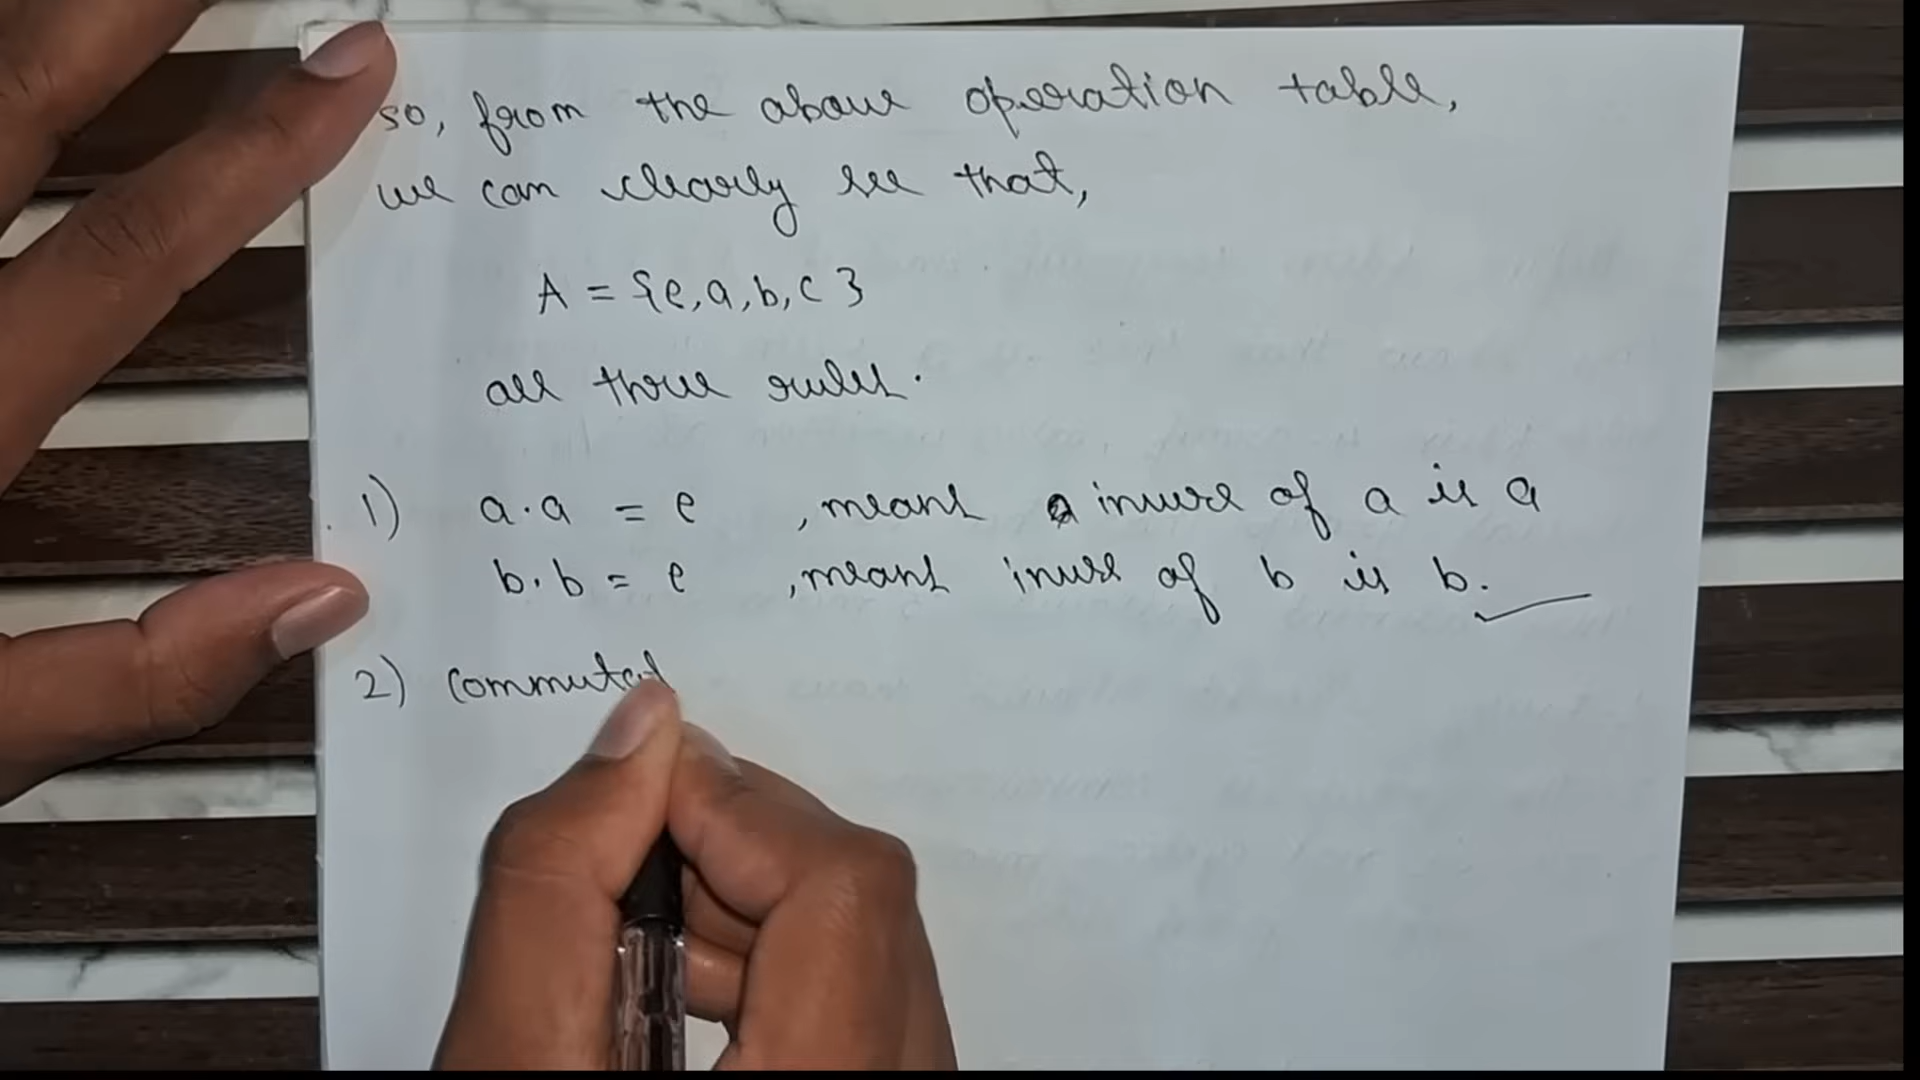 so, from the above operation table,
we can clearly see that,
A = {e, a, b, c}
all three rules.
1) a.a = e , means inverse of a is a
b.b = e , means inverse of b is b.
2) commutat